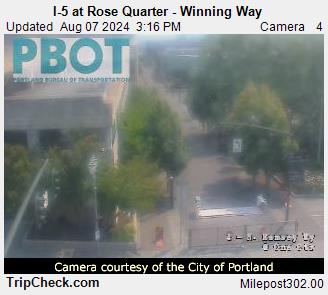 I-5 at Rose Quarter - Winning Way
Updated Aug 07 2024 3:16 PM Camera 4
PBOT
PORTLAND BUREAU OF TRANSPORTATION
Camera courtesy of the City of Portland
TripCheck.com Milepost302.00